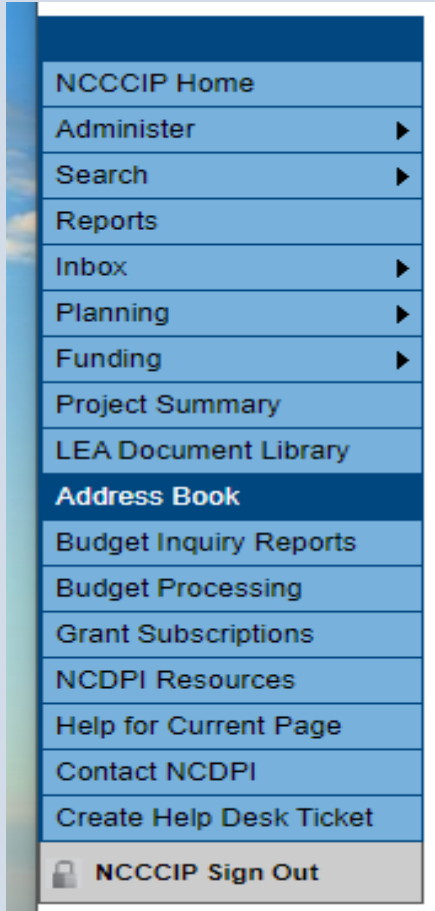 NCCCIP Home
Administer
Search
Reports
Inbox
Planning
Funding
Project Summary
LEA Document Library
Address Book
Budget Inquiry Reports
Budget Processing
Grant Subscriptions
NCDPI Resources
Help for Current Page
Contact NCDPI
Create Help Desk Ticket
NCCCIP Sign Out